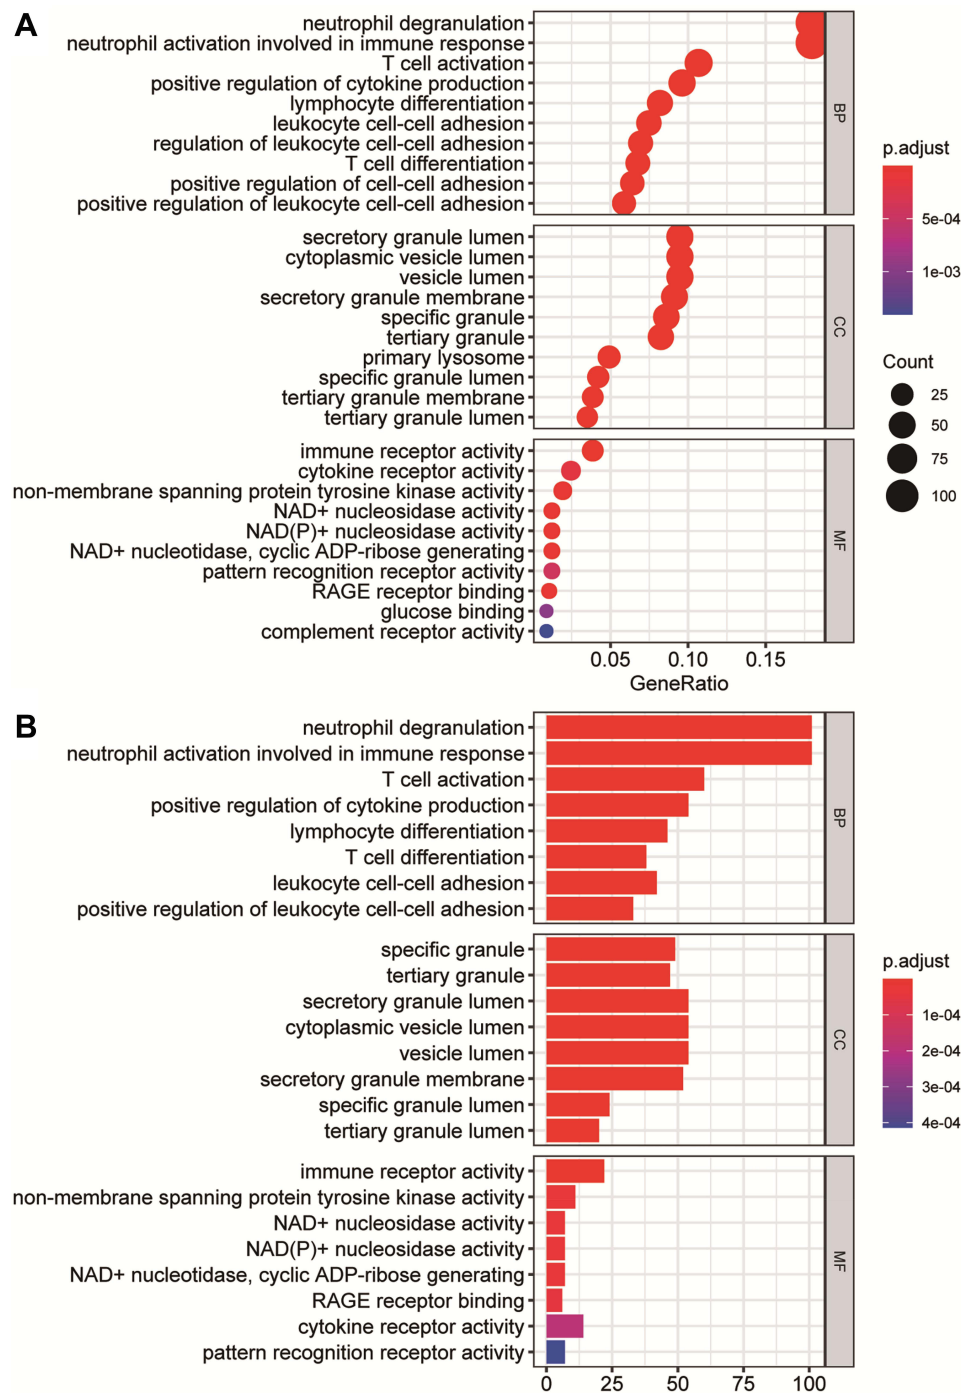 A
neutrophil degranulation
neutrophil activation involved in immune response
T cell activation
positive regulation of cytokine production
lymphocyte differentiation
leukocyte cell-cell adhesion
regulation of leukocyte cell-cell adhesion
T cell differentiation
positive regulation of cell-cell adhesion
positive regulation of leukocyte cell-cell adhesion
BP
secretory granule lumen
cytoplasmic vesicle lumen
vesicle lumen
secretory granule membrane
specific granule
tertiary granule
primary lysosome
specific granule lumen
tertiary granule membrane
tertiary granule lumen
CC
immune receptor activity
cytokine receptor activity
non-membrane spanning protein tyrosine kinase activity
NAD+ nucleosidase activity
NAD(P)+ nucleosidase activity
NAD+ nucleotidase, cyclic ADP-ribose generating
pattern recognition receptor activity
RAGE receptor binding
glucose binding
complement receptor activity
MF
0.05 0.10 0.15
GeneRatio
p.adjust
5e-04
1e-03
Count
25
50
75
100
B
neutrophil degranulation
neutrophil activation involved in immune response
T cell activation
positive regulation of cytokine production
lymphocyte differentiation
T cell differentiation
leukocyte cell-cell adhesion
positive regulation of leukocyte cell-cell adhesion
BP
specific granule
tertiary granule
secretory granule lumen
cytoplasmic vesicle lumen
vesicle lumen
secretory granule membrane
specific granule lumen
tertiary granule lumen
CC
immune receptor activity
non-membrane spanning protein tyrosine kinase activity
NAD+ nucleosidase activity
NAD(P)+ nucleosidase activity
NAD+ nucleotidase, cyclic ADP-ribose generating
RAGE receptor binding
cytokine receptor activity
pattern recognition receptor activity
MF
0 25 50 75 100
p.adjust
1e-04
2e-04
3e-04
4e-04